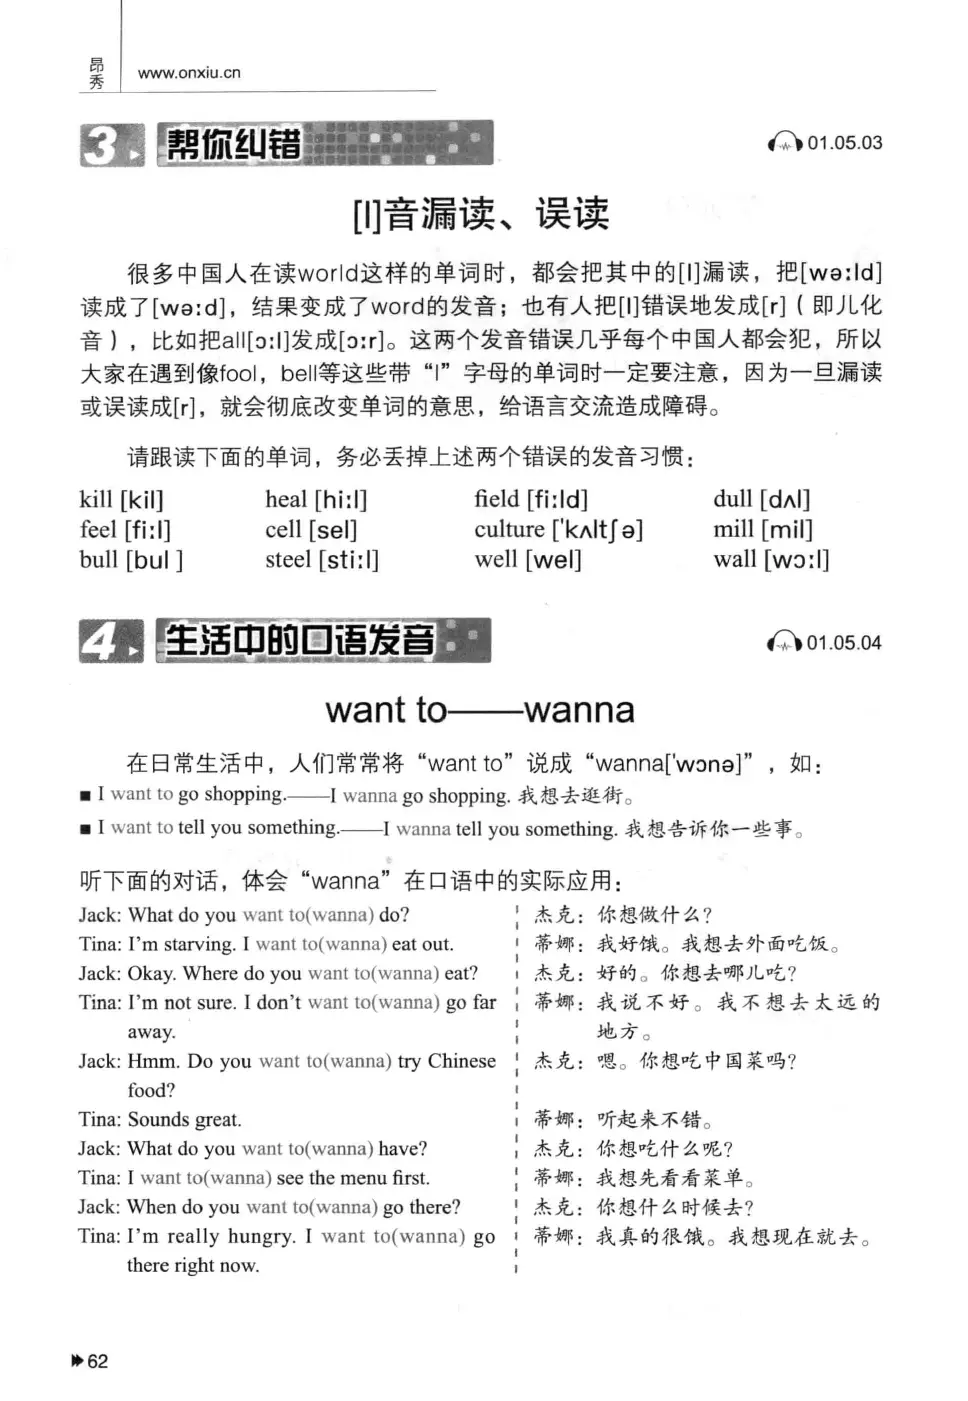 昂秀
www.onxiu.cn
3 帮你纠错
01.05.03
[l]音漏读、误读
很多中国人在读world这样的单词时，都会把其中的[l]漏读，把[wə:ld]
读成了[wə:d]，结果变成了word的发音；也有人把[l]错误地发成[r]（即儿化
音），比如把all[ɔ:l]发成[ɔ:r]。这两个发音错误几乎每个中国人都会犯，所以
大家在遇到像fool，bell等这些带“l”字母的单词时一定要注意，因为一旦漏读
或误读成[r]，就会彻底改变单词的意思，给语言交流造成障碍。
请跟读下面的单词，务必丢掉上述两个错误的发音习惯：
kill [kil] heal [hi:l] field [fi:ld] dull [dʌl]
feel [fi:l] cell [sel] culture ['kʌltʃə] mill [mil]
bull [bul ] steel [sti:l] well [wel] wall [wɔ:l]
4 生活中的口语发音
01.05.04
want to——wanna
在日常生活中，人们常常将“want to”说成“wanna['wɔnə]”，如：
■ I want to go shopping.——I wanna go shopping. 我想去逛街。
■ I want to tell you something.——I wanna tell you something. 我想告诉你一些事。
听下面的对话，体会“wanna”在口语中的实际应用：
Jack: What do you want to(wanna) do?
Tina: I'm starving. I want to(wanna) eat out.
Jack: Okay. Where do you want to(wanna) eat?
Tina: I'm not sure. I don't want to(wanna) go far
away.
Jack: Hmm. Do you want to(wanna) try Chinese
food?
Tina: Sounds great.
Jack: What do you want to(wanna) have?
Tina: I want to(wanna) see the menu first.
Jack: When do you want to(wanna) go there?
Tina: I'm really hungry. I want to(wanna) go
there right now.
杰克：你想做什么？
蒂娜：我好饿。我想去外面吃饭。
杰克：好的。你想去哪儿吃？
蒂娜：我说不好。我不想去太远的
地方。
杰克：嗯。你想吃中国菜吗？
蒂娜：听起来不错。
杰克：你想吃什么呢？
蒂娜：我想先看看菜单。
杰克：你想什么时候去？
蒂娜：我真的很饿。我想现在就去。
62